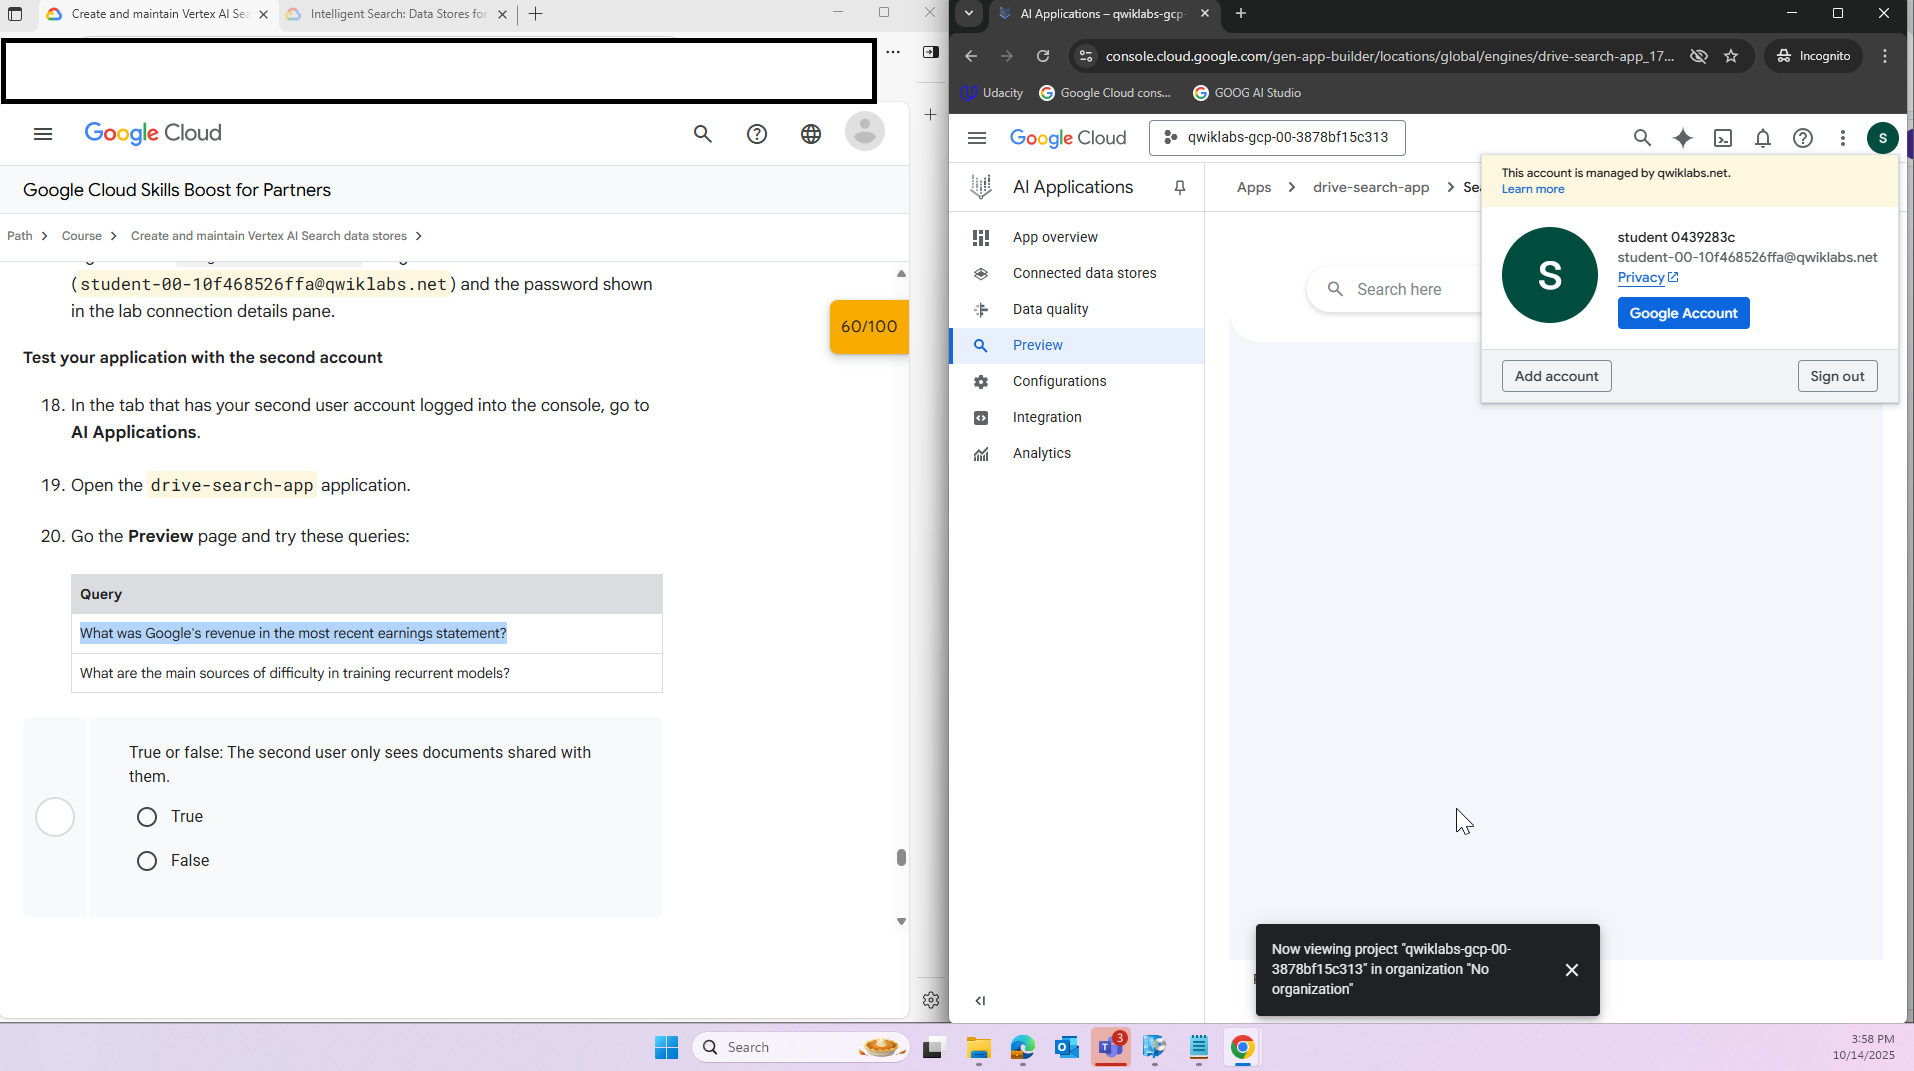 Create and maintain Vertex AI Sea
Intelligent Search: Data Stores for
Google Cloud
Google Cloud Skills Boost for Partners
Path > Course > Create and maintain Vertex AI Search data stores >
(student-00-10f468526ffa@qwiklabs.net) and the password shown
in the lab connection details pane.
60/100
Test your application with the second account
18. In the tab that has your second user account logged into the console, go to
AI Applications.
19. Open the drive-search-app application.
20. Go the Preview page and try these queries:
Query
What was Google's revenue in the most recent earnings statement?
What are the main sources of difficulty in training recurrent models?
True or false: The second user only sees documents shared with
them.
True
False
AI Applications – qwiklabs-gcp-
console.cloud.google.com/gen-app-builder/locations/global/engines/drive-search-app_17...
Incognito
Udacity
Google Cloud cons...
GOOG AI Studio
Google Cloud
qwiklabs-gcp-00-3878bf15c313
S
AI Applications
Apps > drive-search-app > Sea
App overview
Connected data stores
Data quality
Preview
Configurations
Integration
Analytics
Search here
This account is managed by qwiklabs.net.
Learn more
S
student 0439283c
student-00-10f468526ffa@qwiklabs.net
Privacy
Google Account
Add account
Sign out
Now viewing project "qwiklabs-gcp-00-
3878bf15c313" in organization "No
organization"
Search
3
3:58 PM
10/14/2025